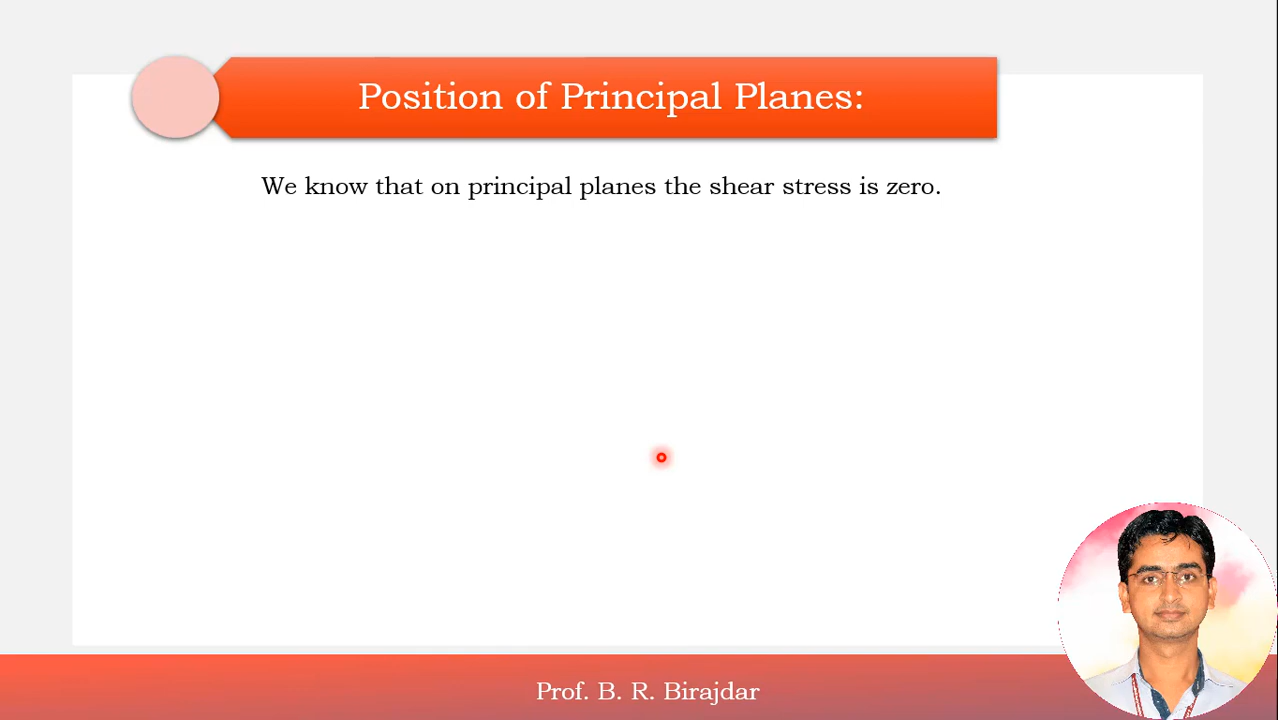 Position of Principal Planes:
We know that on principal planes the shear stress is zero.
Prof. B. R. Birajdar